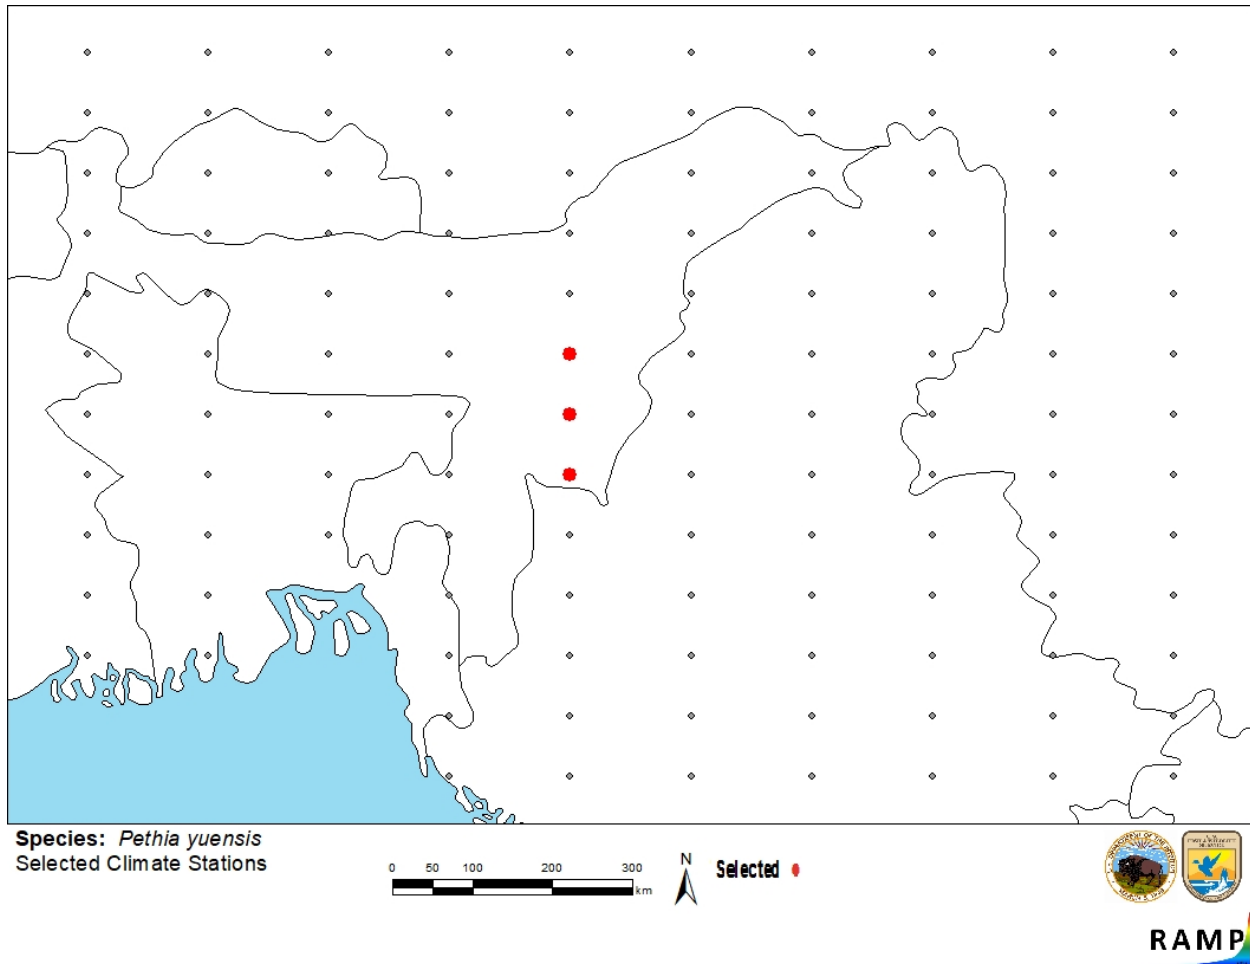 Species: Pethia yuensis
Selected Climate Stations
0 50 100 200 300
km
N
Selected
RAMP